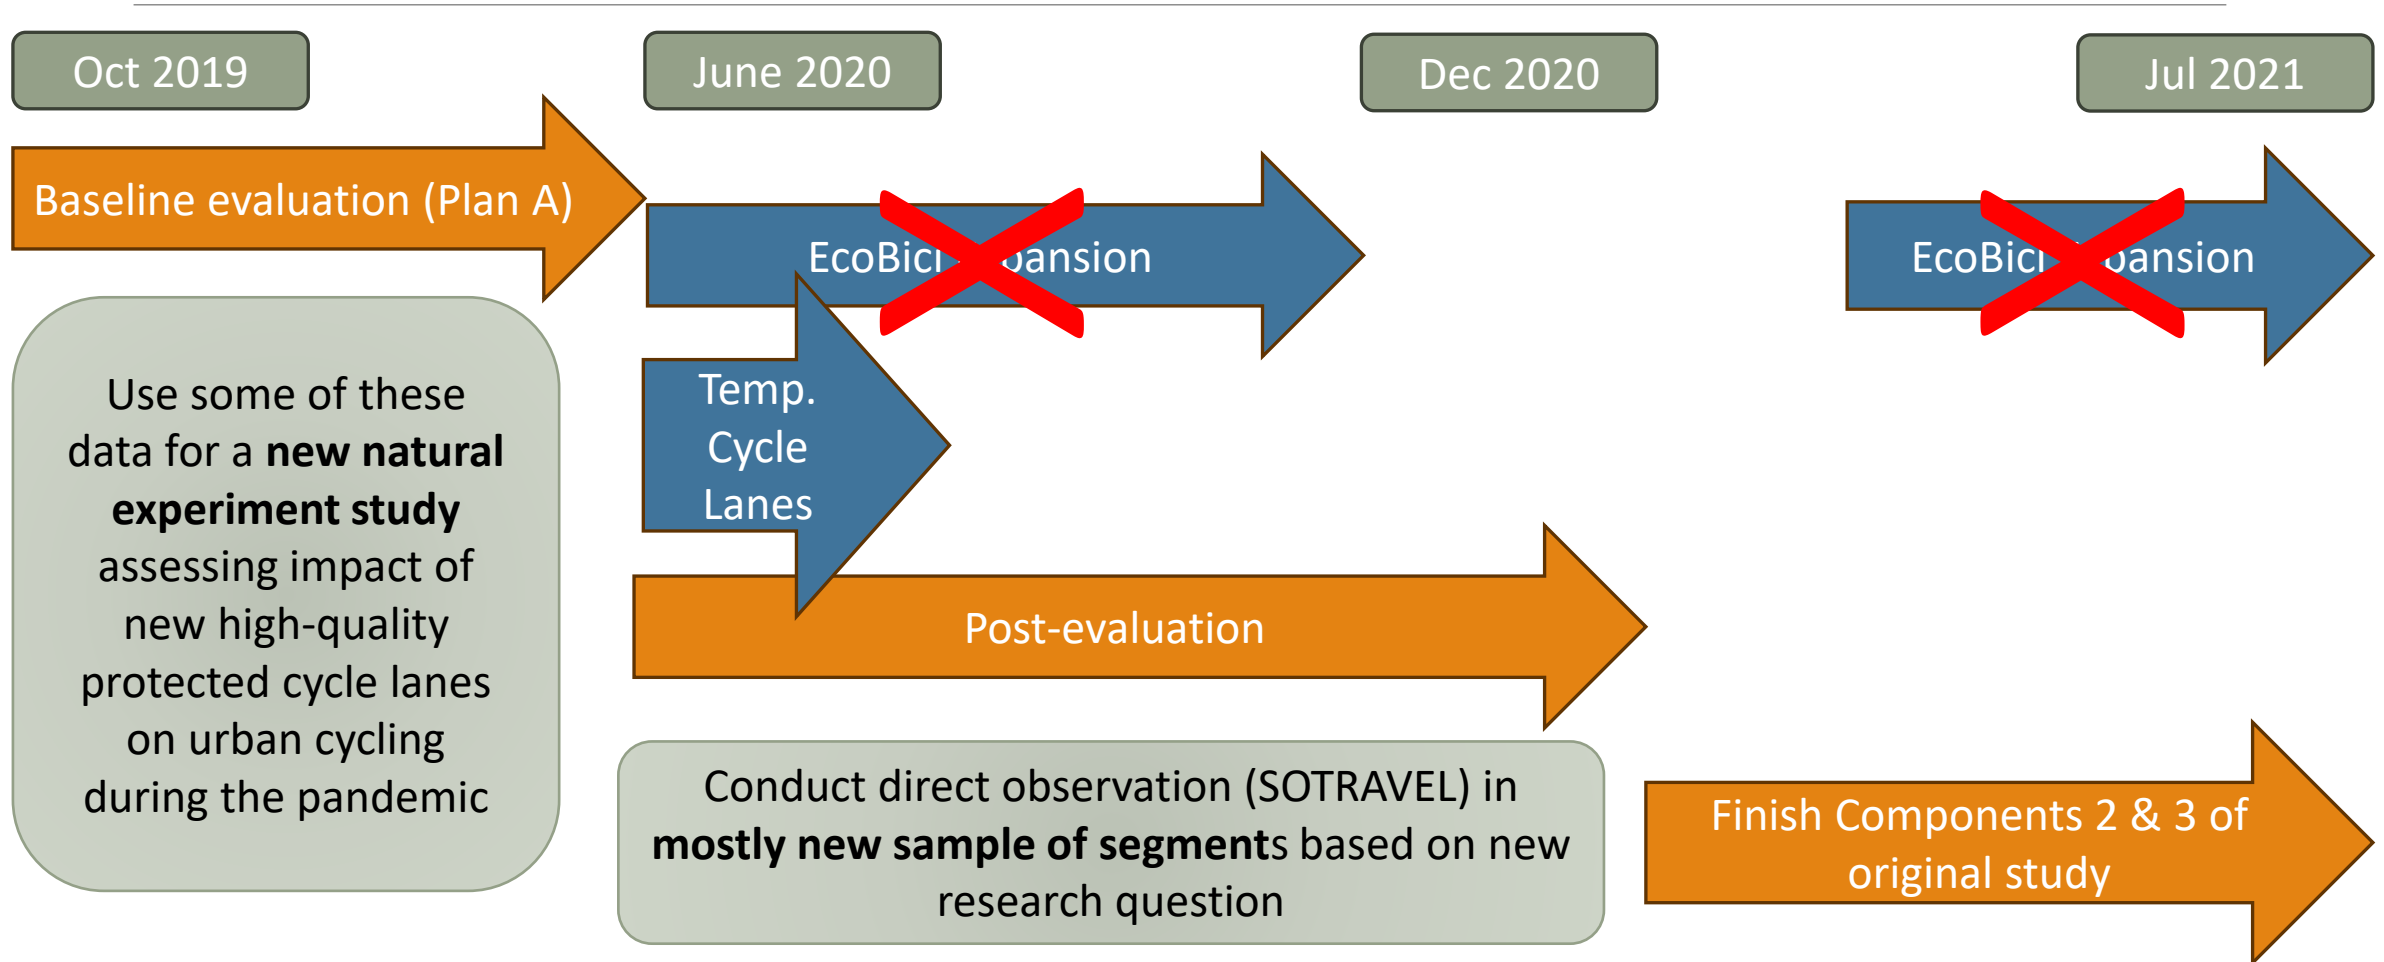 Oct 2019
June 2020
Dec 2020
Jul 2021
Baseline evaluation (Plan A)
EcoBici pansion
EcoBici pansion
Use some of these
data for a new natural
experiment study
assessing impact of
new high-quality
protected cycle lanes
on urban cycling
during the pandemic
Temp.
Cycle
Lanes
Post-evaluation
Conduct direct observation (SOTRAVEL) in
mostly new sample of segments based on new
research question
Finish Components 2 & 3 of
original study